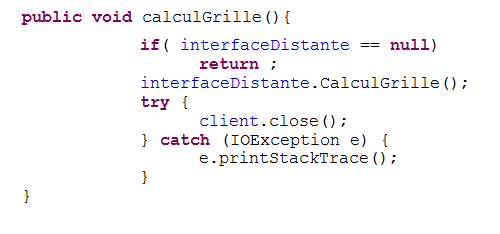 public void calculGrille(){
if( interfaceDistante == null)
return ;
interfaceDistante.CalculGrille();
try {
client.close();
} catch (IOException e) {
e.printStackTrace();
}
}